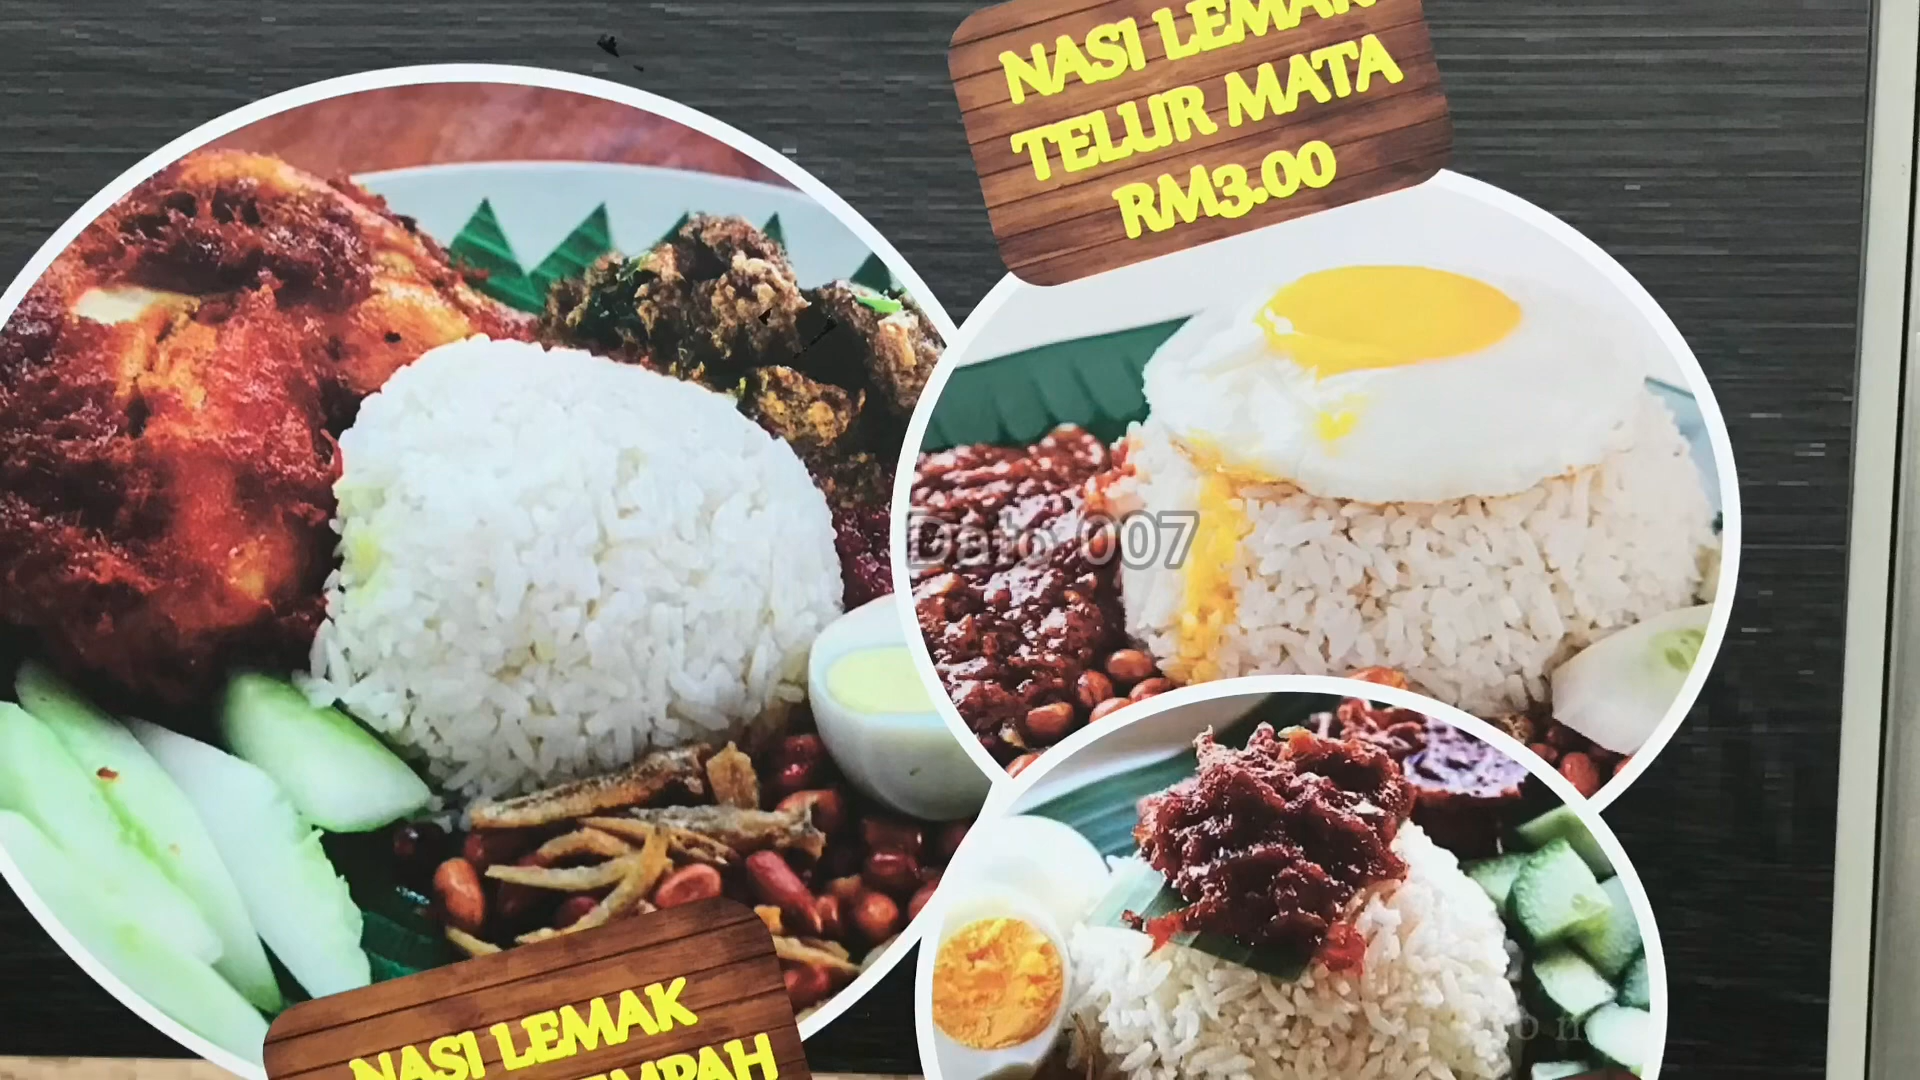 NASI LEMAK
TELUR MATA
RM3.00
Dato 007
NASI LEMAK